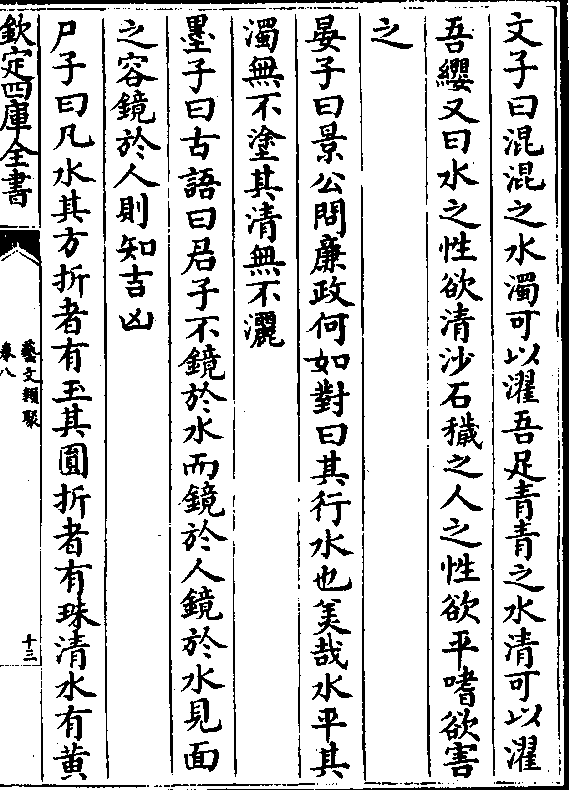 文子曰混混之水濁可以濯吾足青青之水清可以濯
吾纓又曰水之性欲清沙石穢之人之性欲平嗜欲害
之
晏子曰景公問廉政何如對曰其行水也美哉水平其
濁無不塗其清無不灑
墨子曰古語曰君子不鏡於水而鏡於人鏡於水見面
之容鏡於人則知吉凶
尸子曰凡水其方折者有玉其圓折者有珠清水有黄
欽定四庫全書
藝文類聚
卷八
十三